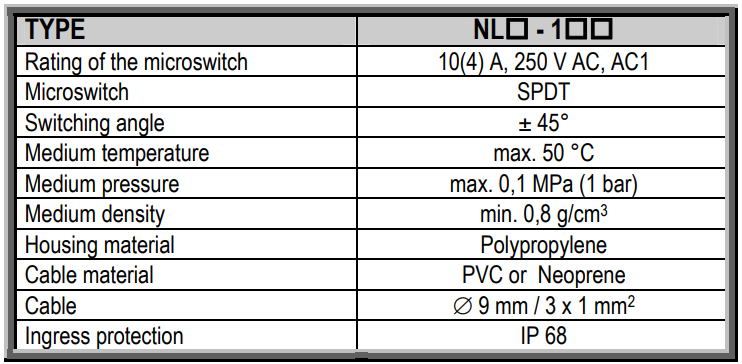 TYPE NL□ - 1□□
Rating of the microswitch 10(4) A, 250 V AC, AC1
Microswitch SPDT
Switching angle ± 45°
Medium temperature max. 50 °C
Medium pressure max. 0,1 MPa (1 bar)
Medium density min. 0,8 g/cm³
Housing material Polypropylene
Cable material PVC or Neoprene
Cable ∅ 9 mm / 3 x 1 mm²
Ingress protection IP 68